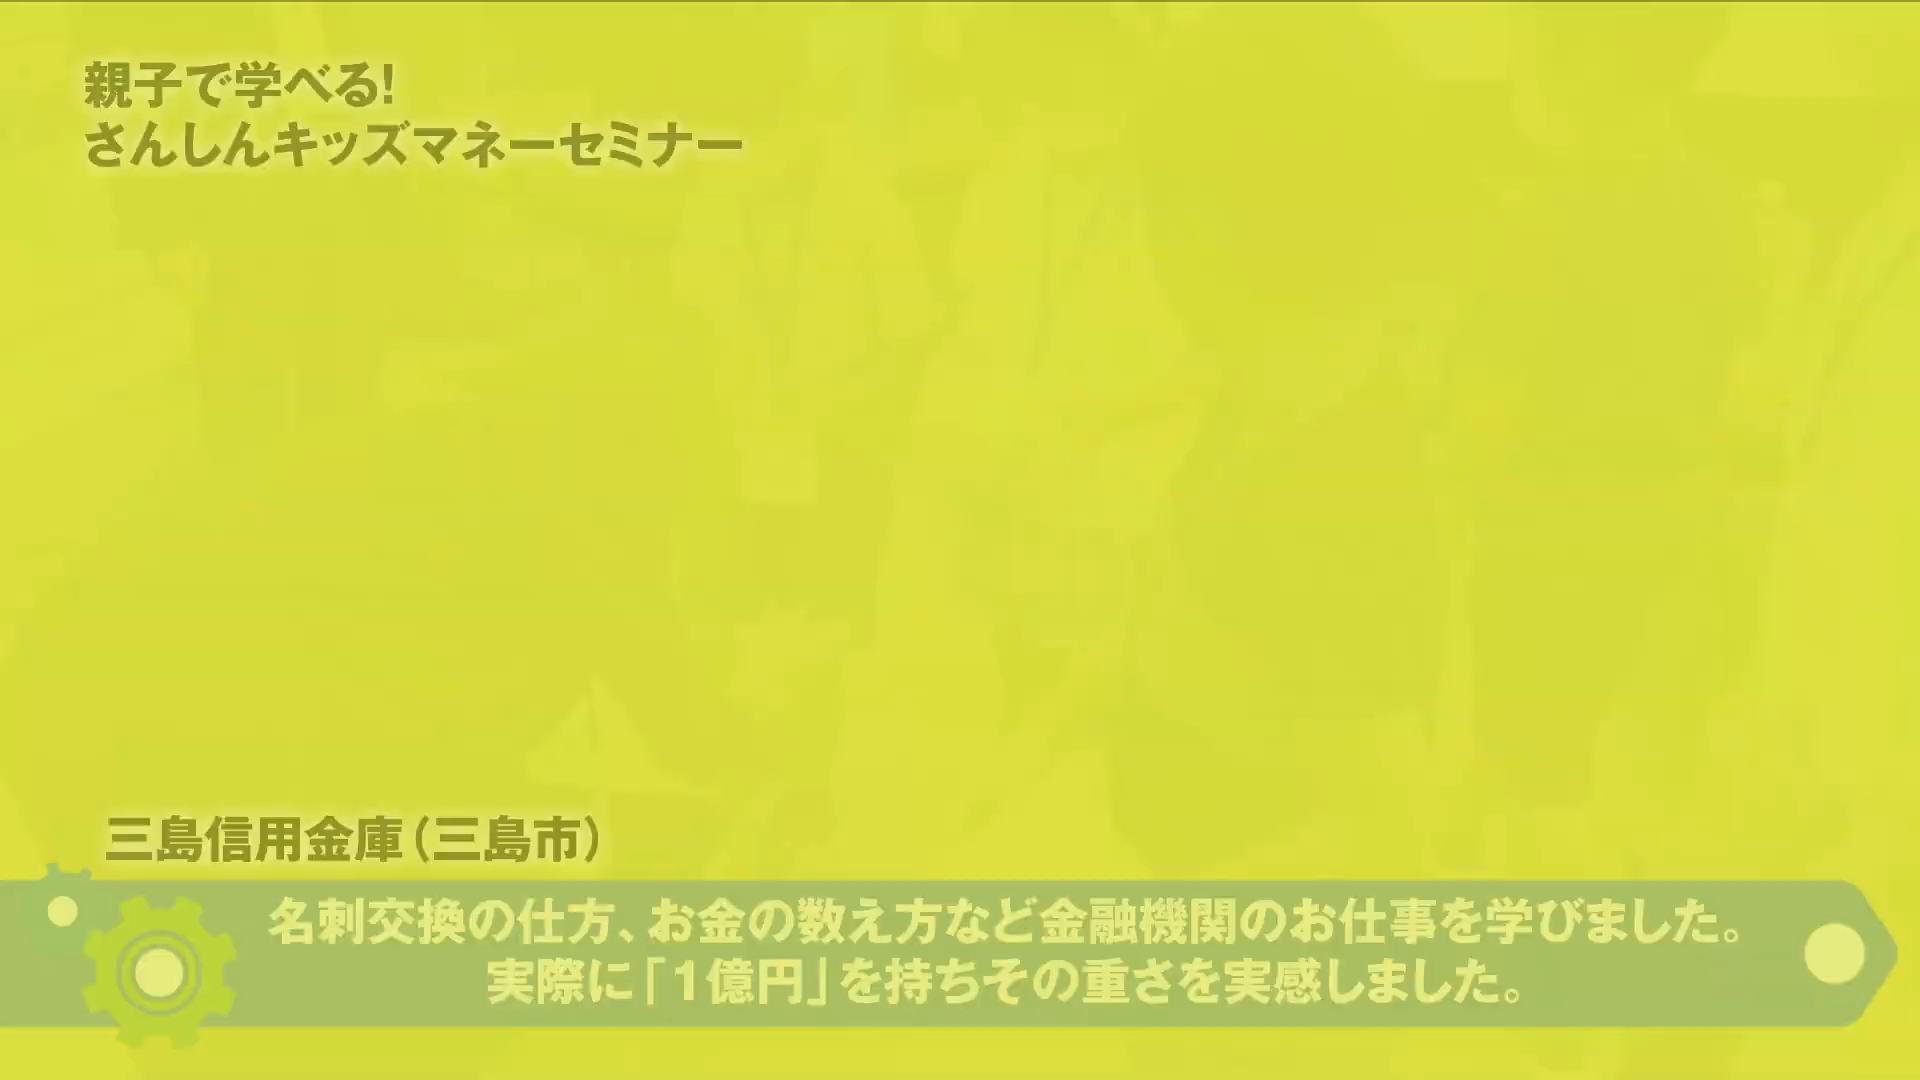 親子で学べる!
さんしんキッズマネーセミナー
三島信用金庫(三島市)
名刺交換の仕方、お金の数え方など金融機関のお仕事を学びました。
実際に「1億円」を持ちその重さを実感しました。